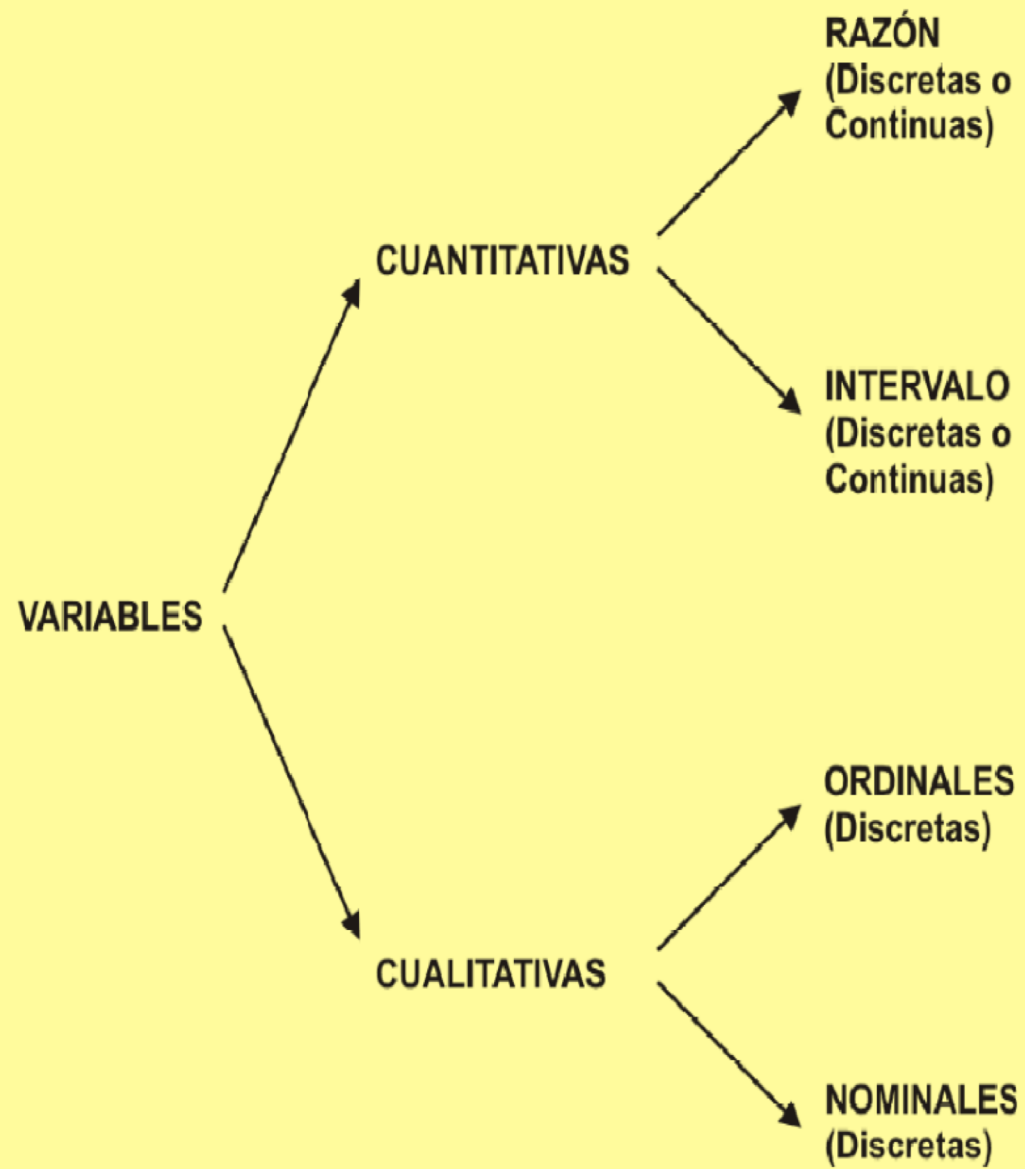 RAZÓN
(Discretas o
Continuas)
CUANTITATIVAS
INTERVALO
(Discretas o
Continuas)
VARIABLES
ORDINALES
(Discretas)
CUALITATIVAS
NOMINALES
(Discretas)